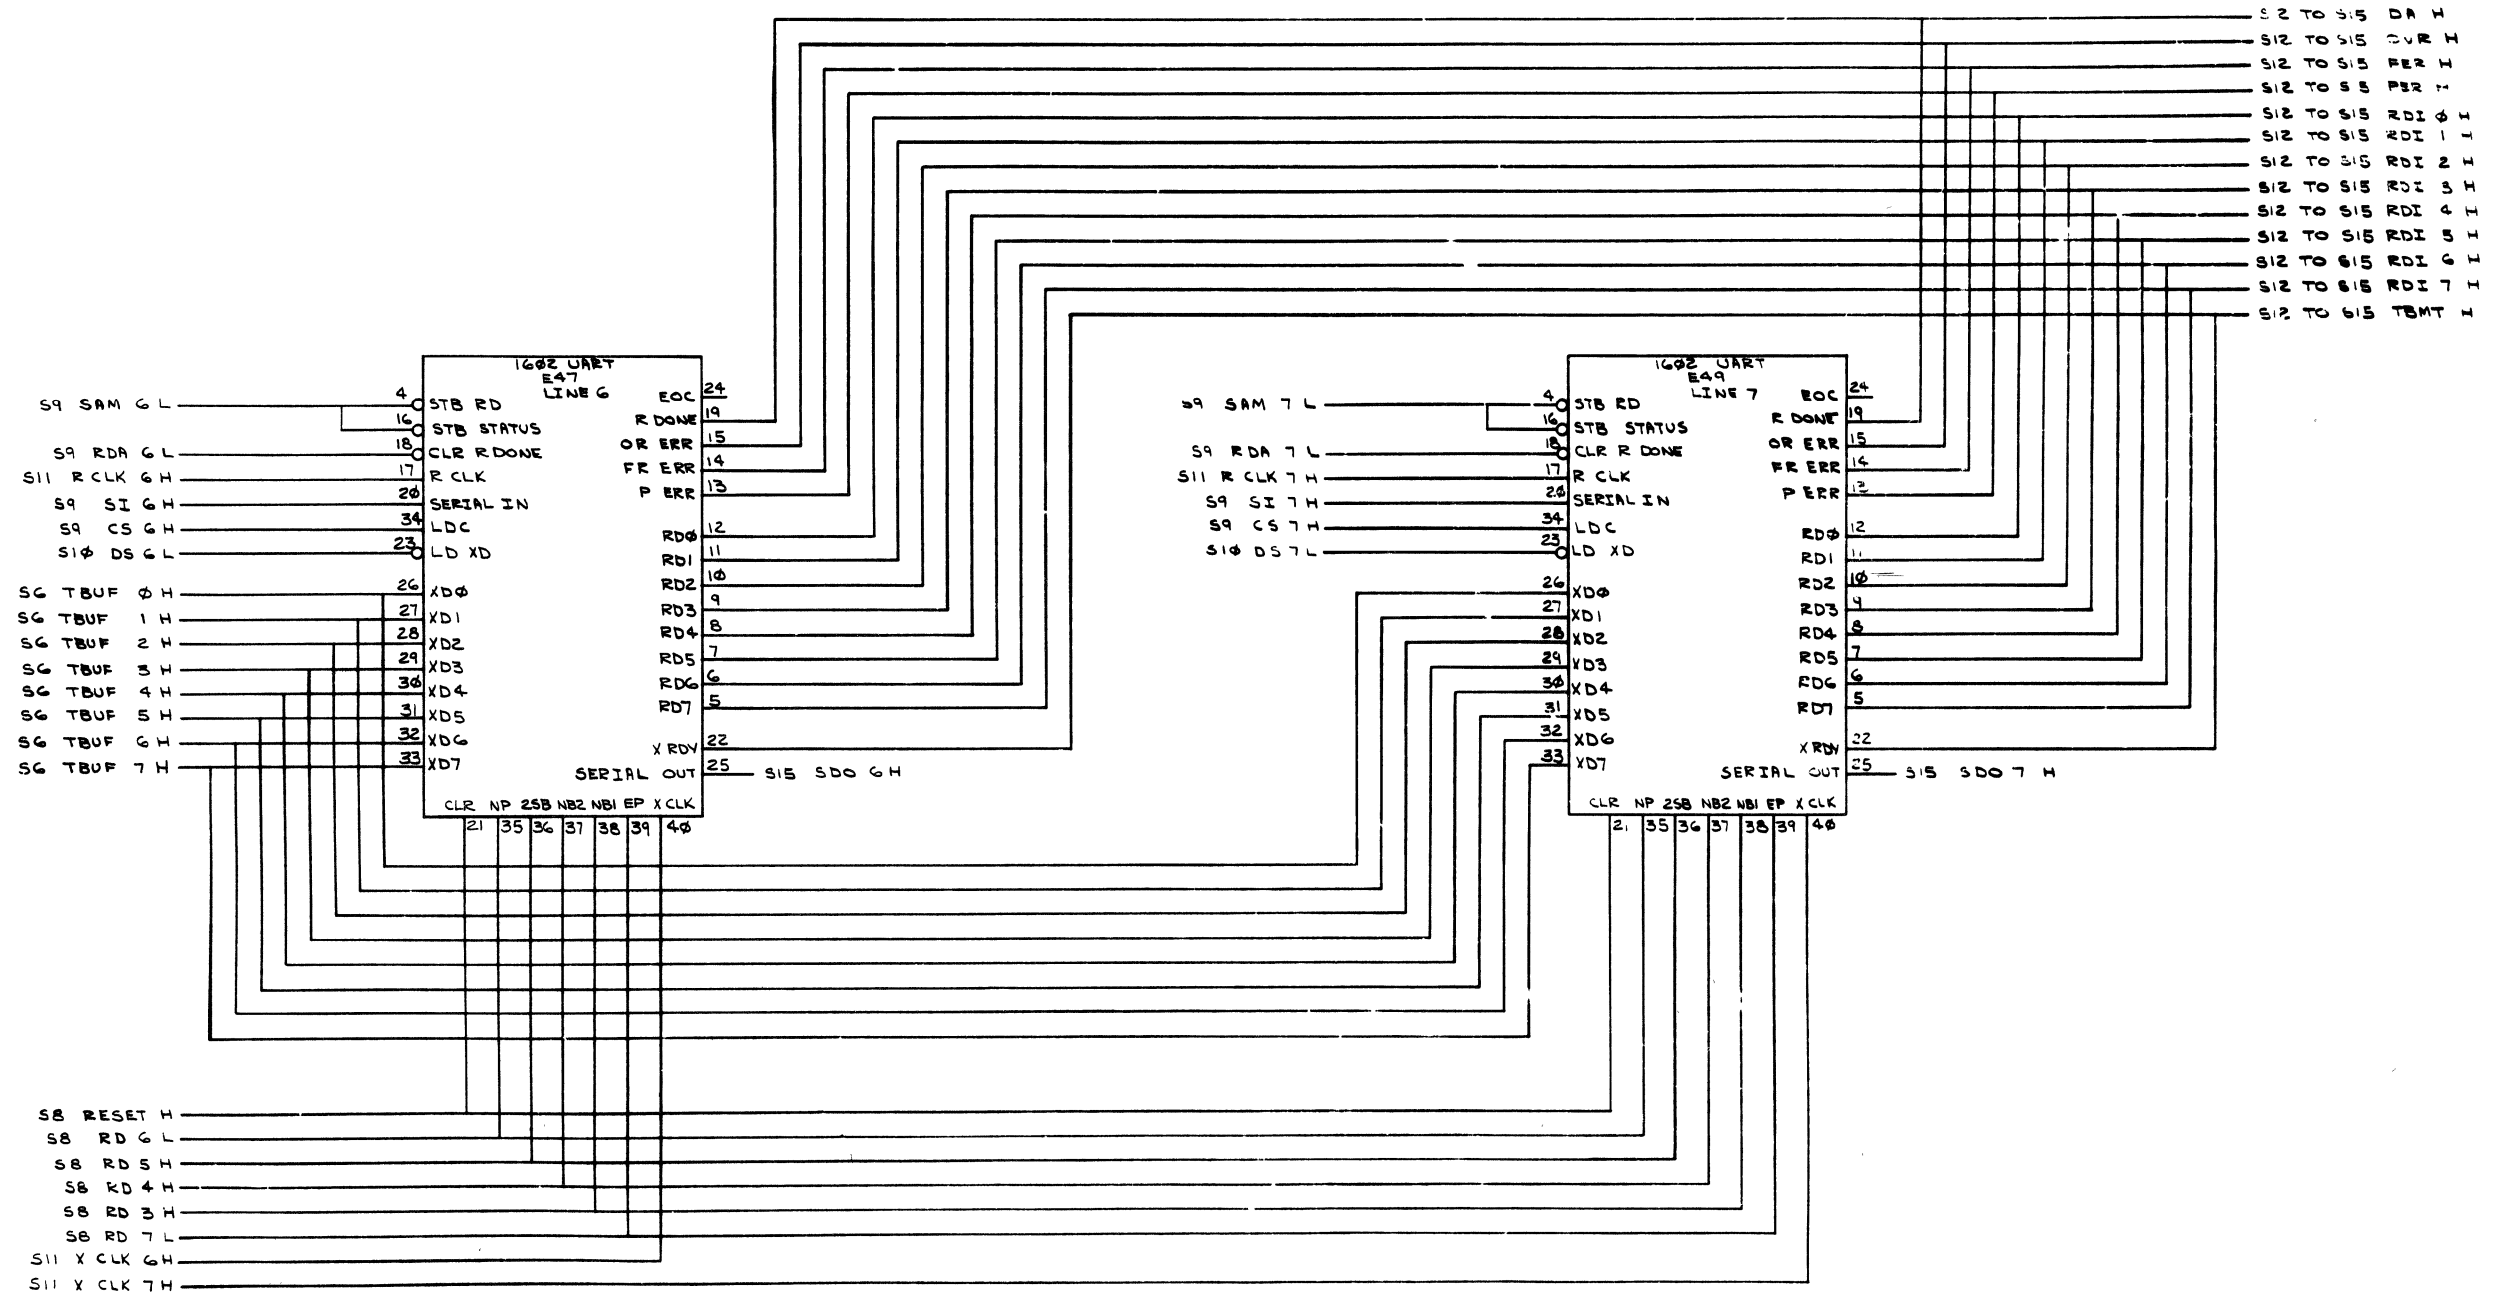 S12 TO S15 DA H
S12 TO S15 OVR H
S12 TO S15 FER H
S12 TO S15 PER H
S12 TO S15 RDI Ø H
S12 TO S15 RDI 1 H
S12 TO S15 RDI 2 H
S12 TO S15 RDI 3 H
S12 TO S15 RDI 4 H
S12 TO S15 RDI 5 H
S12 TO S15 RDI 6 H
S12 TO S15 RDI 7 H
S12 TO S15 TBMT H
S9 SAM 6 L
S9 RDA 6 L
S11 R CLK 6 H
S9 SI 6 H
S9 CS 6 H
S1Ø DS 6 L
S6 TBUF Ø H
S6 TBUF 1 H
S6 TBUF 2 H
S6 TBUF 3 H
S6 TBUF 4 H
S6 TBUF 5 H
S6 TBUF 6 H
S6 TBUF 7 H
16Ø2 UART
E47
LINE 6
4 STB RD
16 STB STATUS
18 CLR R DONE
17 R CLK
2Ø SERIAL IN
34 LDC
23 LD XD
26 XDØ
27 XD1
28 XD2
29 XD3
3Ø XD4
31 XD5
32 XD6
33 XD7
EOC 24
R DONE 19
OR ERR 15
FR ERR 14
P ERR 13
RDØ 12
RD1 11
RD2 1Ø
RD3 9
RD4 8
RD5 7
RD6 6
RD7 5
X RDY 22
SERIAL OUT 25 S15 SDO 6 H
CLR NP 2SB NB2 NB1 EP X CLK
21 35 36 37 38 39 4Ø
S9 SAM 7 L
S9 RDA 7 L
S11 R CLK 7 H
S9 SI 7 H
S9 CS 7 H
S1Ø DS 7 L
16Ø2 UART
E49
LINE 7
4 STB RD
16 STB STATUS
18 CLR R DONE
17 R CLK
2Ø SERIAL IN
34 LDC
23 LD XD
26 XDØ
27 XD1
28 XD2
29 XD3
3Ø XD4
31 XD5
32 XD6
33 XD7
EOC 24
R DONE 19
OR ERR 15
FR ERR 14
P ERR 13
RDØ 12
RD1 11
RD2 1Ø
RD3 9
RD4 8
RD5 7
RD6 6
RD7 5
X RDY 22
SERIAL OUT 25 S15 SDO 7 H
CLR NP 2SB NB2 NB1 EP X CLK
21 35 36 37 38 39 4Ø
S8 RESET H
S8 RD 6 L
S8 RD 5 H
S8 RD 4 H
S8 RD 3 H
S8 RD 7 L
S11 X CLK 6 H
S11 X CLK 7 H